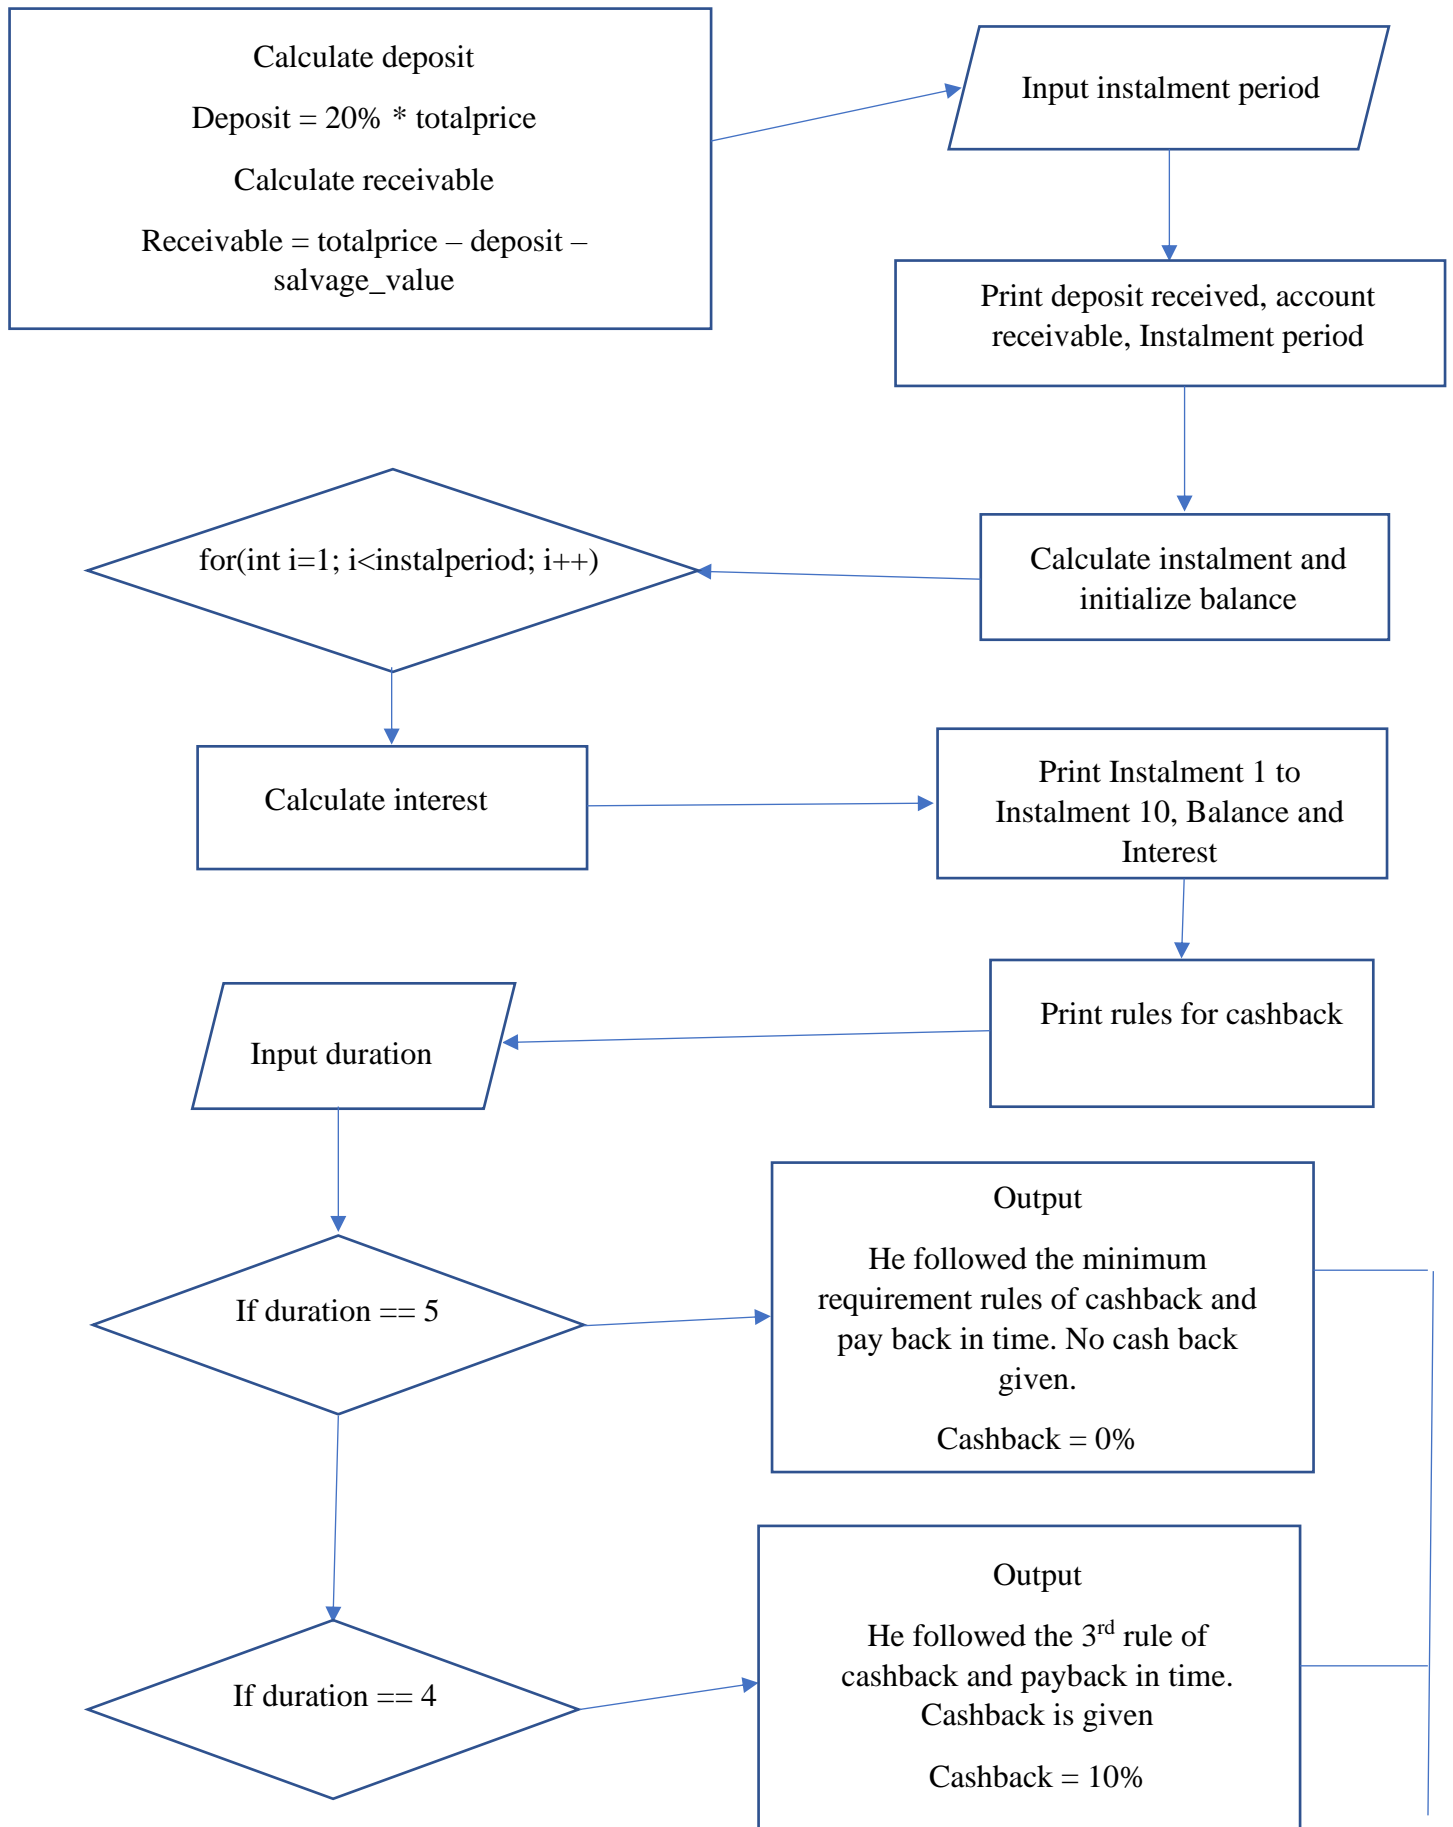 Calculate deposit
Deposit = 20% * totalprice
Calculate receivable
Receivable = totalprice – deposit –
salvage_value
Input instalment period
Print deposit received, account
receivable, Instalment period
Calculate instalment and
initialize balance
for(int i=1; i<instalperiod; i++)
Calculate interest
Print Instalment 1 to
Instalment 10, Balance and
Interest
Print rules for cashback
Input duration
If duration == 5
Output
He followed the minimum
requirement rules of cashback and
pay back in time. No cash back
given.
Cashback = 0%
If duration == 4
Output
He followed the 3rd rule of
cashback and payback in time.
Cashback is given
Cashback = 10%